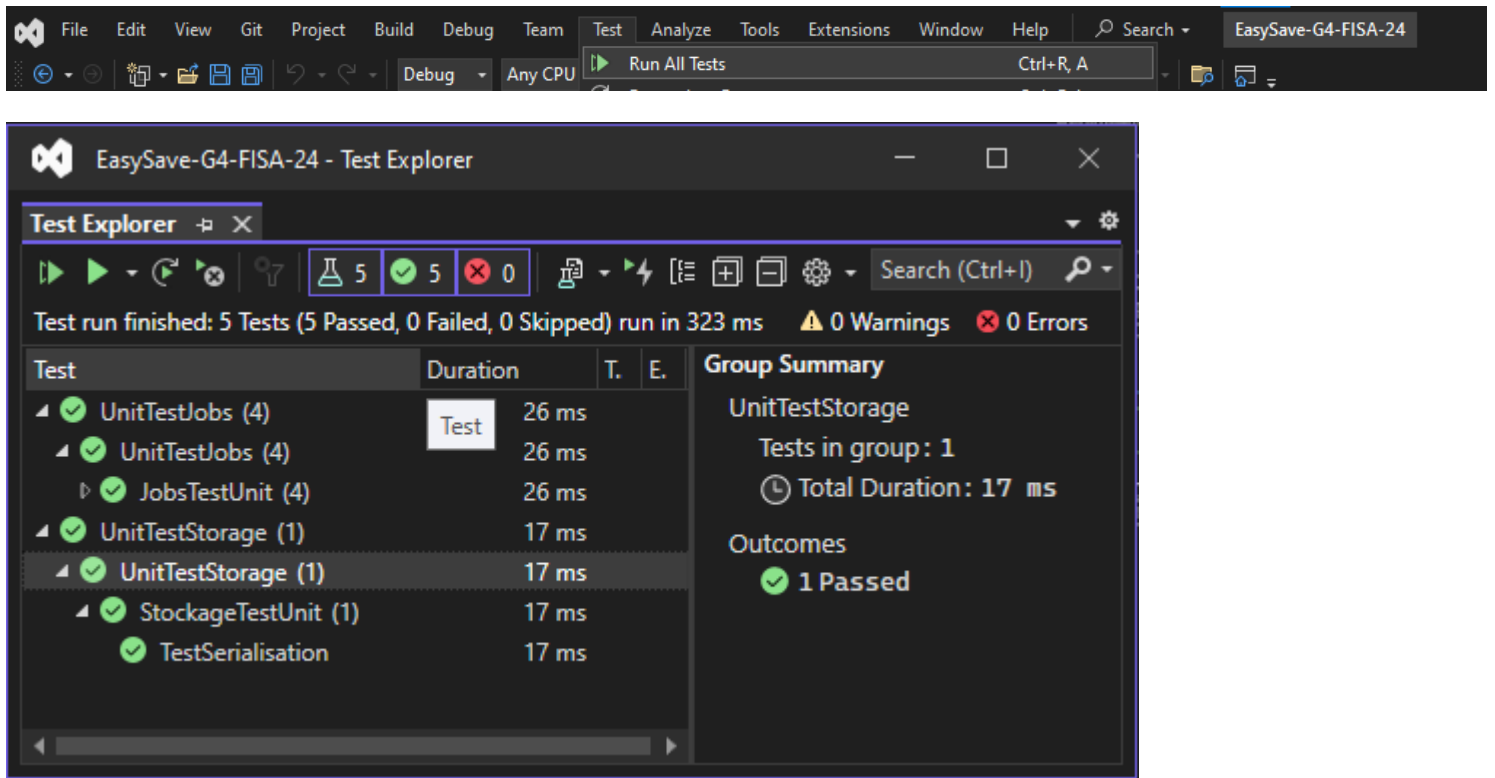 File Edit View Git Project Build Debug Team Test Analyze Tools Extensions Window Help Search EasySave-G4-FISA-24
Debug Any CPU Run All Tests Ctrl+R, A
EasySave-G4-FISA-24 - Test Explorer
Test Explorer
5 5 0 Search (Ctrl+I)
Test run finished: 5 Tests (5 Passed, 0 Failed, 0 Skipped) run in 323 ms 0 Warnings 0 Errors
Test Duration T. E.
UnitTestJobs (4) 26 ms
Test
UnitTestJobs (4) 26 ms
JobsTestUnit (4) 26 ms
UnitTestStorage (1) 17 ms
UnitTestStorage (1) 17 ms
StockageTestUnit (1) 17 ms
TestSerialisation 17 ms
Group Summary
UnitTestStorage
Tests in group: 1
Total Duration: 17 ms
Outcomes
1 Passed